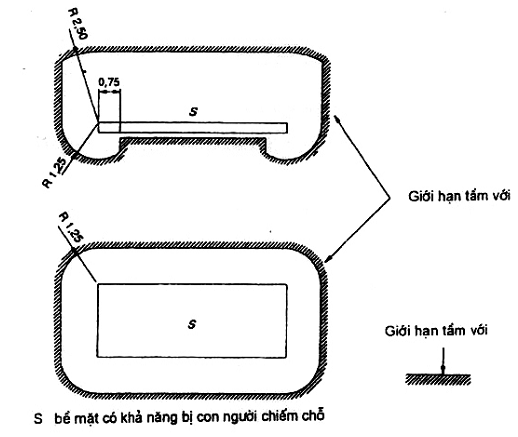 R 2,50
0,75
S
R 1,25
Giới hạn tầm với
R 1,25
S
Giới hạn tầm với
S bề mặt có khả năng bị con người chiếm chỗ